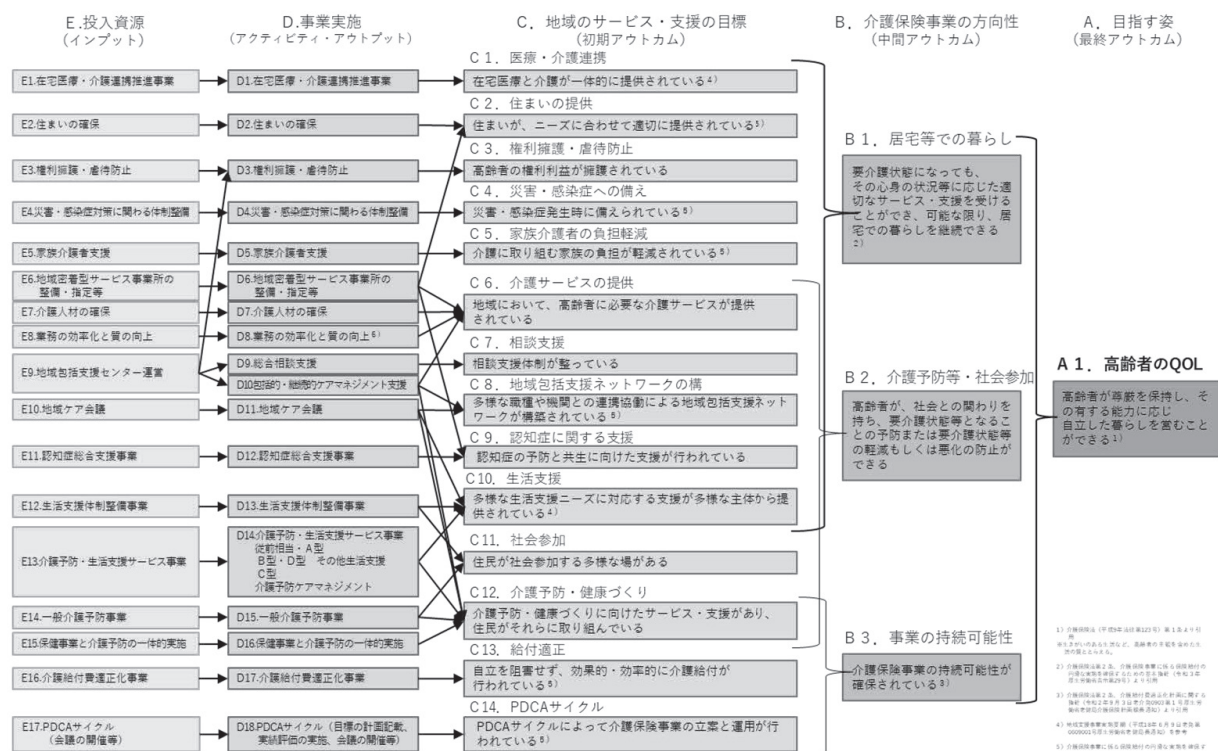 E.投入資源
(インプット)
D.事業実施
(アクティビティ・アウトプット)
C. 地域のサービス・支援の目標
(初期アウトカム)
B. 介護保険事業の方向性
(中間アウトカム)
A. 目指す姿
(最終アウトカム)
E1.在宅医療・介護連携推進事業
E2.住まいの確保
E3.権利擁護・虐待防止
E4.災害・感染症対策に関わる体制整備
E5.家族介護者支援
E6.地域密着型サービス事業所の
整備・指定等
E7.介護人材の確保
E8.業務の効率化と質の向上
E9.地域包括支援センター運営
E10.地域ケア会議
E11.認知症総合支援事業
E12.生活支援体制整備事業
E13介護予防・生活支援サービス事業
E14.一般介護予防事業
E15.保健事業と介護予防の一体的実施
E16.介護給付費適正化事業
E17.PDCAサイクル
(会議の開催等)
D1.在宅医療・介護連携推進事業
D2.住まいの確保
D3.権利擁護・虐待防止
D4.災害・感染症対策に関わる体制整備
D5.家族介護者支援
D6.地域密着型サービス事業所の
整備・指定等
D7.介護人材の確保
D8.業務の効率化と質の向上⁶⁾
D9.総合相談支援
D10包括的・継続的ケアマネジメント支援
D11.地域ケア会議
D12.認知症総合支援事業
D13.生活支援体制整備事業
D14.介護予防・生活支援サービス事業
従前相当・A型
B型・D型 その他生活支援
C型
介護予防ケアマネジメント
D15.一般介護予防事業
D16.保健事業と介護予防の一体的実施
D17.介護給付費適正化事業
D18.PDCAサイクル(目標の計画記載、
実績評価の実施、会議の開催等)
C 1. 医療・介護連携
在宅医療と介護が一体的に提供されている⁴⁾
C 2. 住まいの提供
住まいが、ニーズに合わせて適切に提供されている⁵⁾
C 3. 権利擁護・虐待防止
高齢者の権利利益が擁護されている
C 4. 災害・感染症への備え
災害・感染症発生時に備えられている⁵⁾
C 5. 家族介護者の負担軽減
介護に取り組む家族の負担が軽減されている⁵⁾
C 6. 介護サービスの提供
地域において、高齢者に必要な介護サービスが提供
されている
C 7. 相談支援
相談支援体制が整っている
C 8. 地域包括支援ネットワークの構
多様な職種や機関との連携協働による地域包括支援ネット
ワークが構築されている⁵⁾
C 9. 認知症に関する支援
認知症の予防と共生に向けた支援が行われている
C10. 生活支援
多様な生活支援ニーズに対応する支援が多様な主体から提
供されている⁴⁾
C11. 社会参加
住民が社会参加する多様な場がある
C12. 介護予防・健康づくり
介護予防・健康づくりに向けたサービス・支援があり、
住民がそれらに取り組んでいる
C13. 給付適正
自立を阻害せず、効果的・効率的に介護給付が
行われている⁵⁾
C14. PDCAサイクル
PDCAサイクルによって介護保険事業の立案と運用が行
われている⁵⁾
B 1. 居宅等での暮らし
要介護状態になっても、
その心身の状況等に応じた適
切なサービス・支援を受ける
ことができ、可能な限り、居
宅での暮らしを継続できる
²⁾
B 2. 介護予防等・社会参加
高齢者が、社会との関わりを
持ち、要介護状態等となるこ
との予防または要介護状態等
の軽減もしくは悪化の防止が
できる
B 3. 事業の持続可能性
介護保険事業の持続可能性が
確保されている³⁾
A 1. 高齢者のQOL
高齢者が尊厳を保持し、そ
の有する能力に応じ
自立した暮らしを営むこと
ができる¹⁾
1) 介護保険法(平成9年法律第123号)第1条より引
用